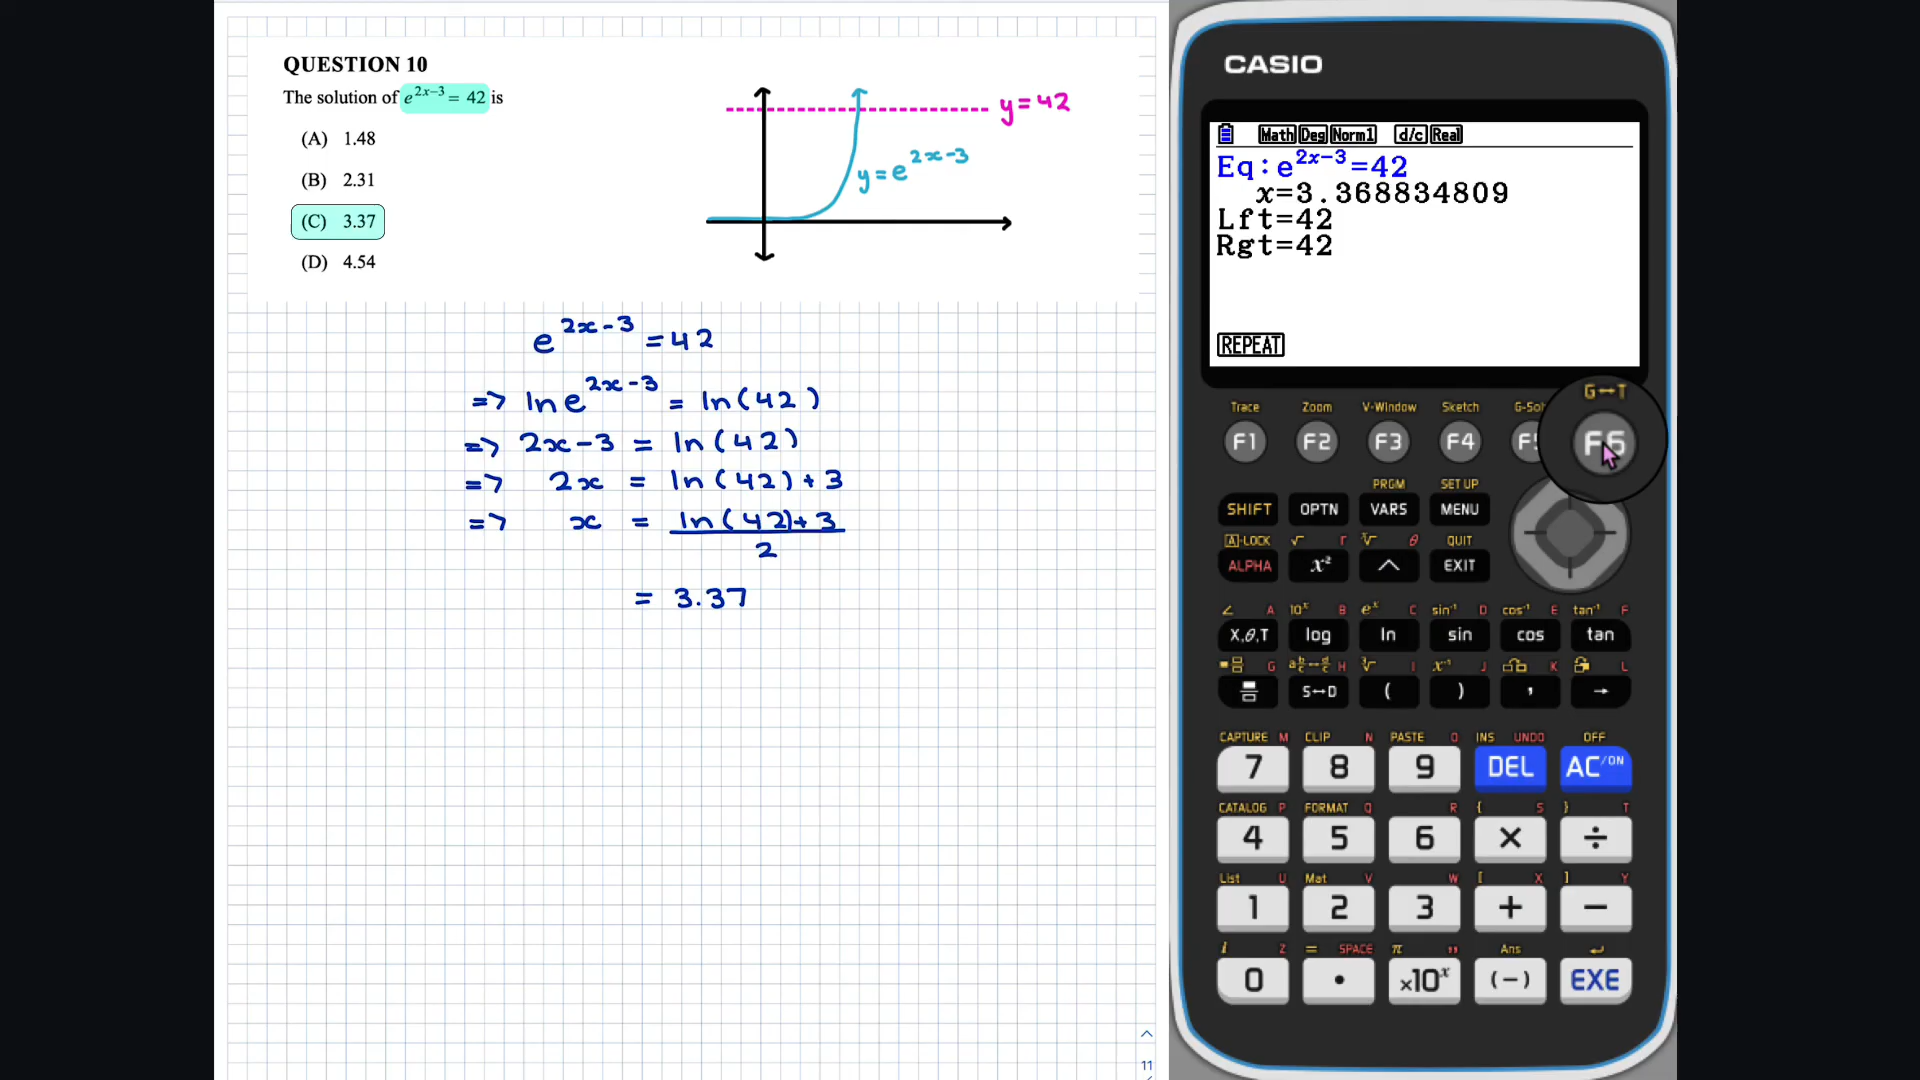 QUESTION 10
The solution of e^{2x−3} = 42 is
(A) 1.48
(B) 2.31
(C) 3.37
(D) 4.54
y=42
y=e^{2x-3}
e^{2x-3} = 42
=> ln e^{2x-3} = ln(42)
=> 2x-3 = ln(42)
=> 2x = ln(42)+3
=> x = \frac{ln(42)+3}{2}
= 3.37
11
CASIO
Math Deg Norm1 d/c Real
Eq:e^{2x-3}=42
x=3.368834809
Lft=42
Rgt=42
REPEAT
G↔T
Trace Zoom V-Window Sketch
F1 F2 F3 F4 F6
PRGM SET UP
SHIFT OPTN VARS MENU
A-LOCK √ r ˣ√ θ QUIT
ALPHA x² ^ EXIT
∠ A 10ˣ B eˣ C sin⁻¹ D cos⁻¹ E tan⁻¹ F
X,θ,T log ln sin cos tan
G a b/c↔d/c H ³√ I x⁻¹ J K L
S↔D ( ) , →
CAPTURE M CLIP N PASTE O INS UNDO OFF
7 8 9 DEL AC/ON
CATALOG P FORMAT Q R { S } T
4 5 6 × ÷
List U Mat V W [ X ] Y
1 2 3 + −
i Z = SPACE π " Ans ↵
0 • ×10ˣ (−) EXE